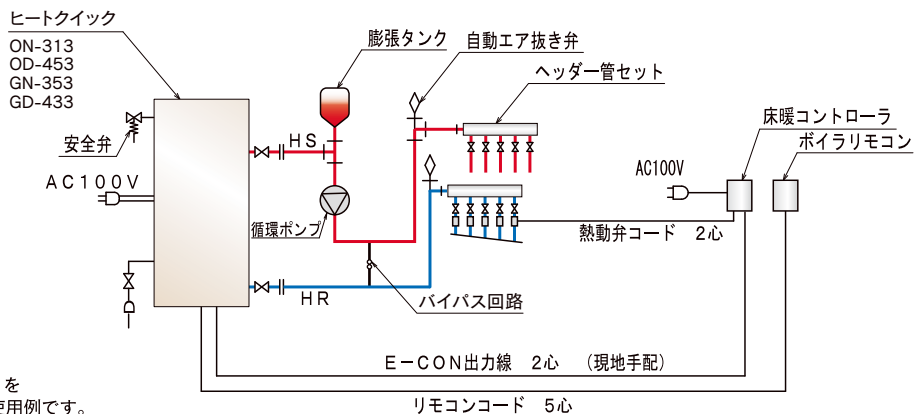 ヒートクイック
ON-313
OD-453
GN-353
GD-433
膨張タンク
自動エア抜き弁
ヘッダー管セット
床暖コントローラ
ボイラリモコン
安全弁
HS
AC100V
AC100V
循環ポンプ
熱動弁コード 2心
HR
バイパス回路
E−CON出力線 2心 (現地手配)
リモコンコード 5心
を
使用例です。